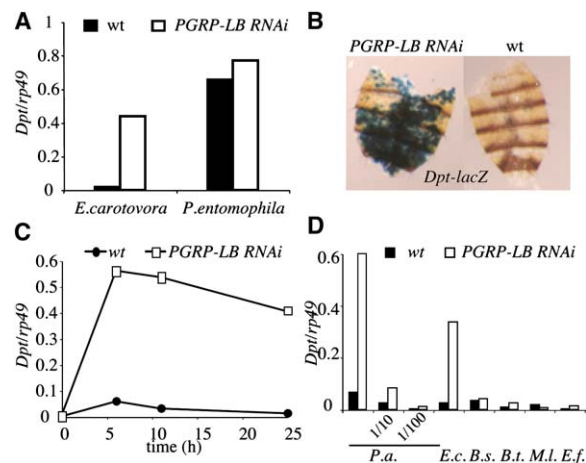 A
wt PGRP-LB RNAi
Dpt/rp49
1
0.8
0.6
0.4
0.2
0
E.carotovora P.entomophila
B
PGRP-LB RNAi wt
Dpt-lacZ
C
wt PGRP-LB RNAi
Dpt/rp49
0.6
0.5
0.4
0.3
0.2
0.1
0
0 5 10 15 20 25
time (h)
D
wt PGRP-LB RNAi
Dpt/rp49
0.6
0.4
0.2
0
1/10 1/100
P.a. E.c. B.s. B.t. M.l. E.f.